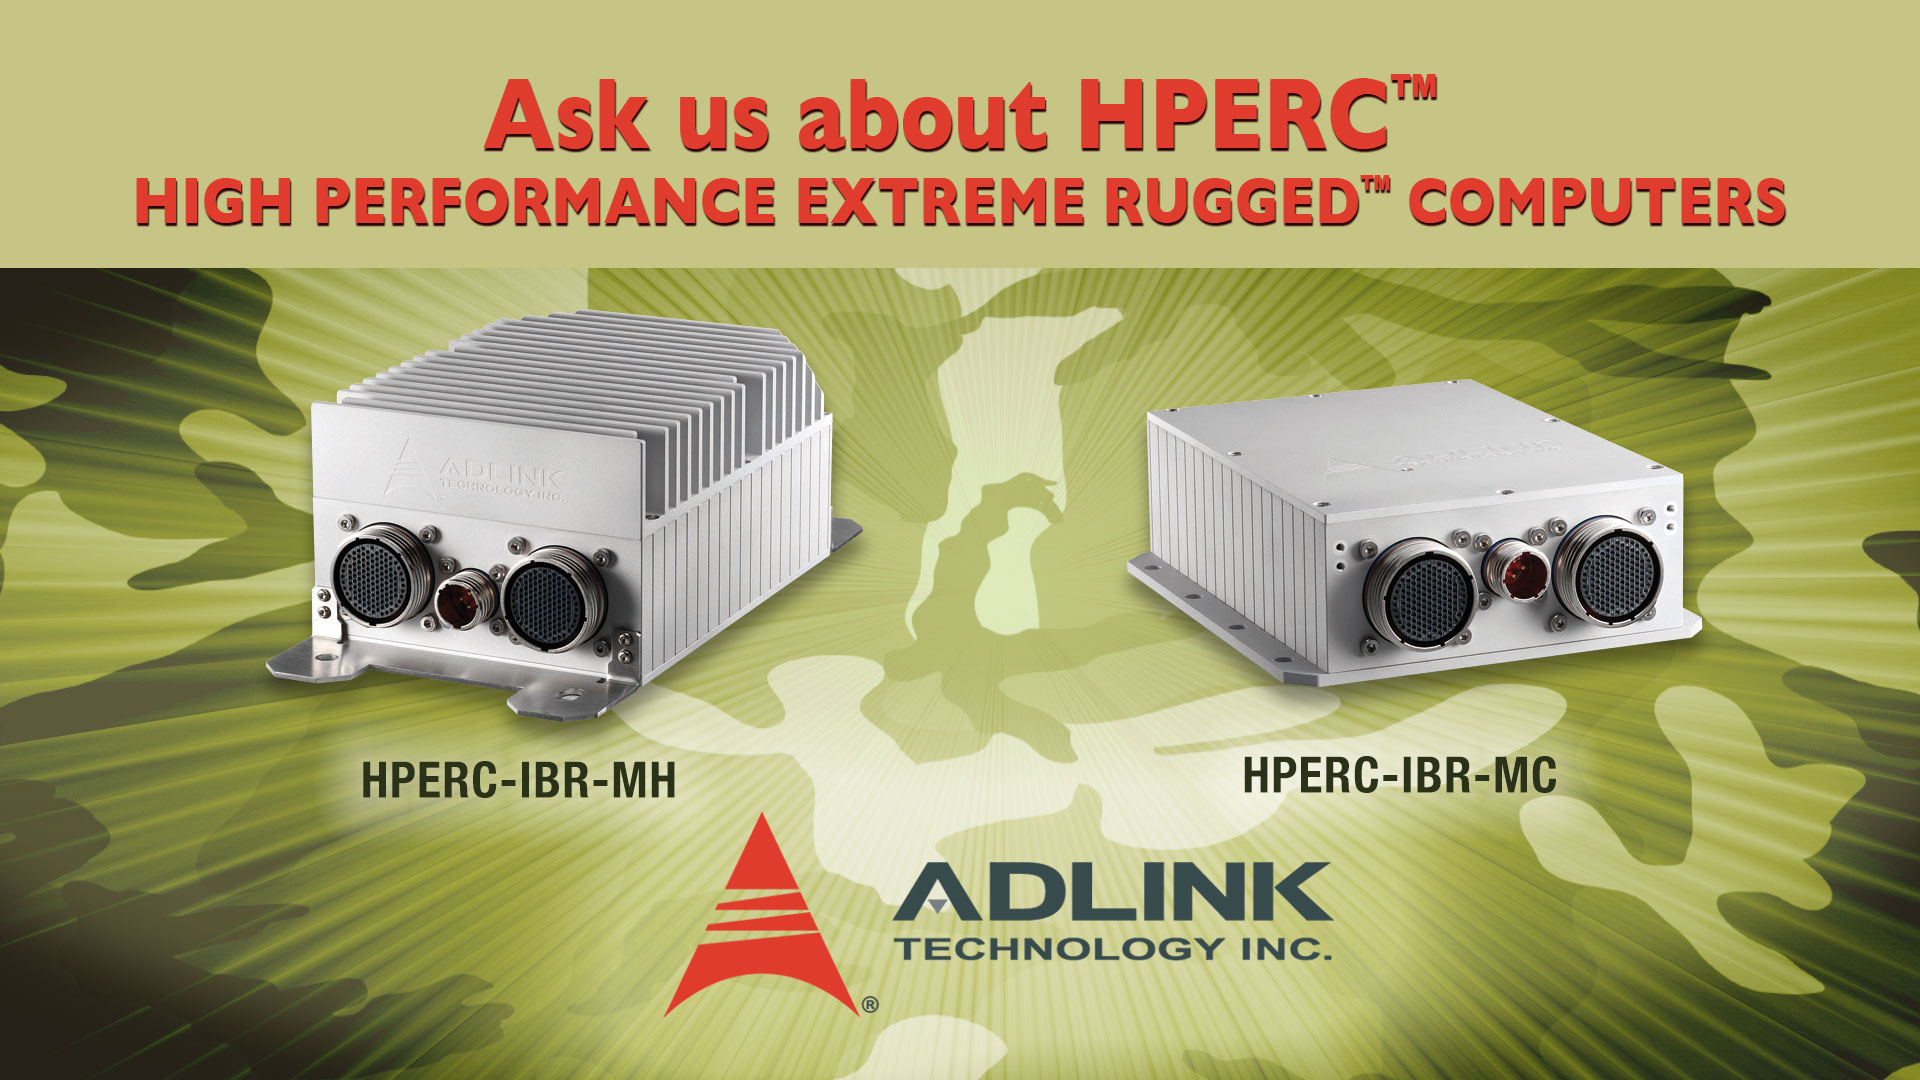 Ask us about HPERC™
HIGH PERFORMANCE EXTREME RUGGED™ COMPUTERS
ADLINK
TECHNOLOGY INC.
HPERC-IBR-MH
HPERC-IBR-MC
ADLINK
TECHNOLOGY INC.
®